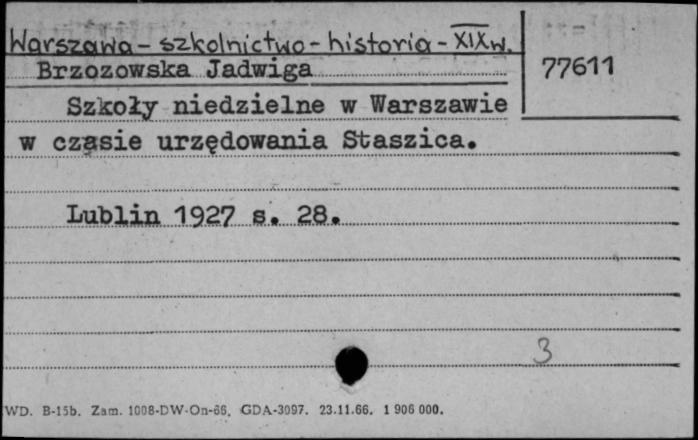 Warszawa - szkolnictwo - historia - XIX w.
Brzozowska Jadwiga
77611
Szkoły niedzielne w Warszawie
w czasie urzędowania Staszica.
Lublin 1927 s. 28.
3
WD. B-15b. Zam. 1008-DW-On-66. GDA-3097. 23.11.66. 1 906 000.